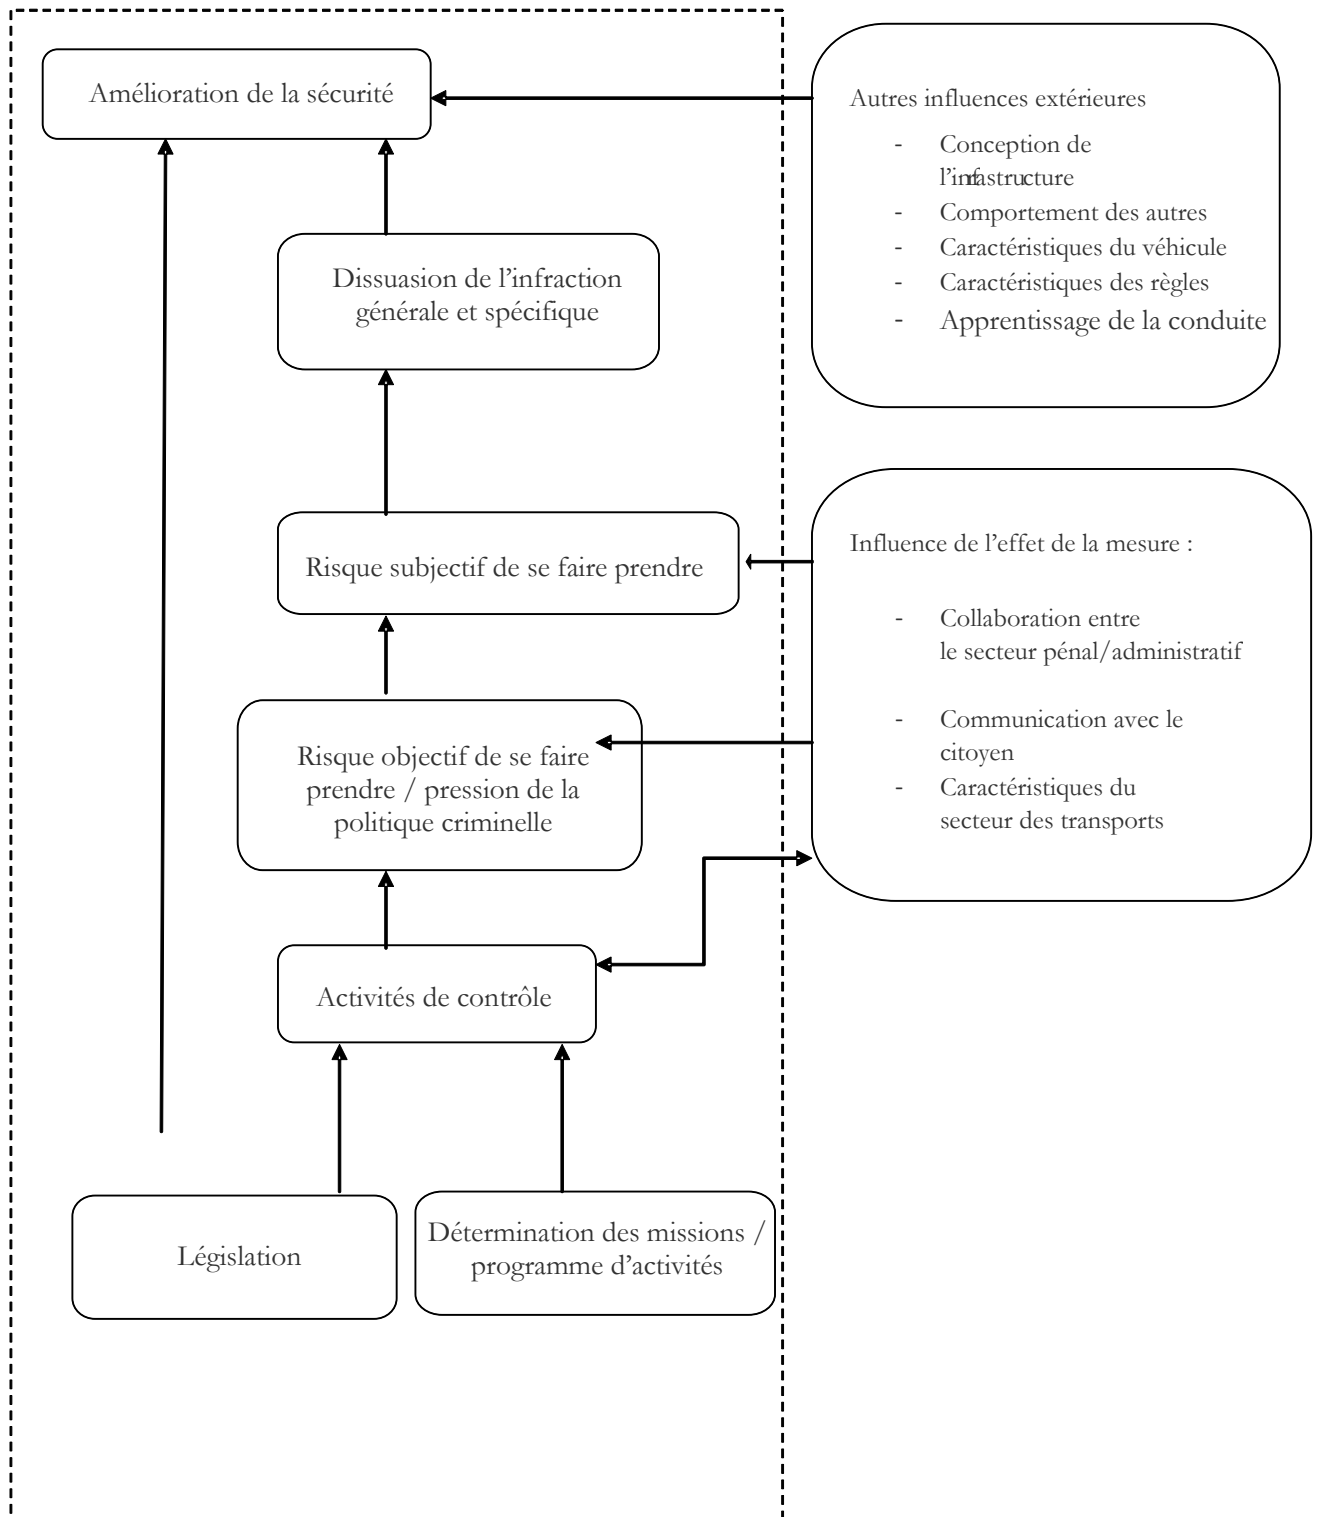 Amélioration de la sécurité
Autres influences extérieures
- Conception de
l’infrastructure
- Comportement des autres
- Caractéristiques du véhicule
- Caractéristiques des règles
- Apprentissage de la conduite
Dissuasion de l’infraction
générale et spécifique
Risque subjectif de se faire prendre
Influence de l’effet de la mesure :
- Collaboration entre
le secteur pénal/administratif
- Communication avec le
citoyen
- Caractéristiques du
secteur des transports
Risque objectif de se faire
prendre / pression de la
politique criminelle
Activités de contrôle
Législation
Détermination des missions /
programme d’activités